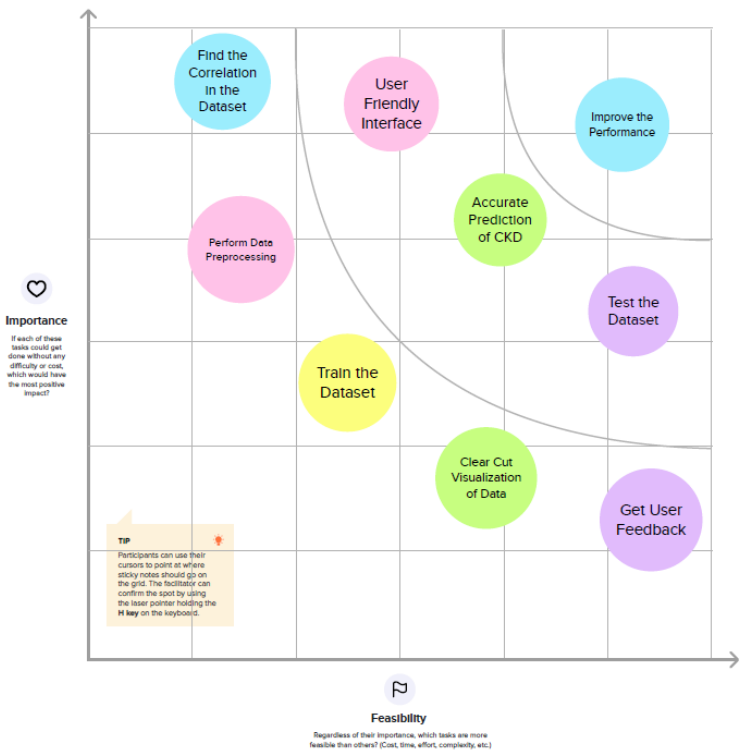 Find the
Correlation
in the
Dataset
User
Friendly
Interface
Improve the
Performance
Accurate
Prediction
of CKD
Perform Data
Preprocessing
Test the
Dataset
Importance
If each of these
tasks could get
done without any
difficulty or cost,
which would have
the most positive
impact?
Train the
Dataset
Clear Cut
Visualization
of Data
Get User
Feedback
TIP
Participants can use their
cursors to point at where
sticky notes should go on
the grid. The facilitator can
confirm the spot by using
the laser pointer holding the
H key on the keyboard.
Feasibility
Regardless of their importance, which tasks are more
feasible than others? (Cost, time, effort, complexity, etc.)